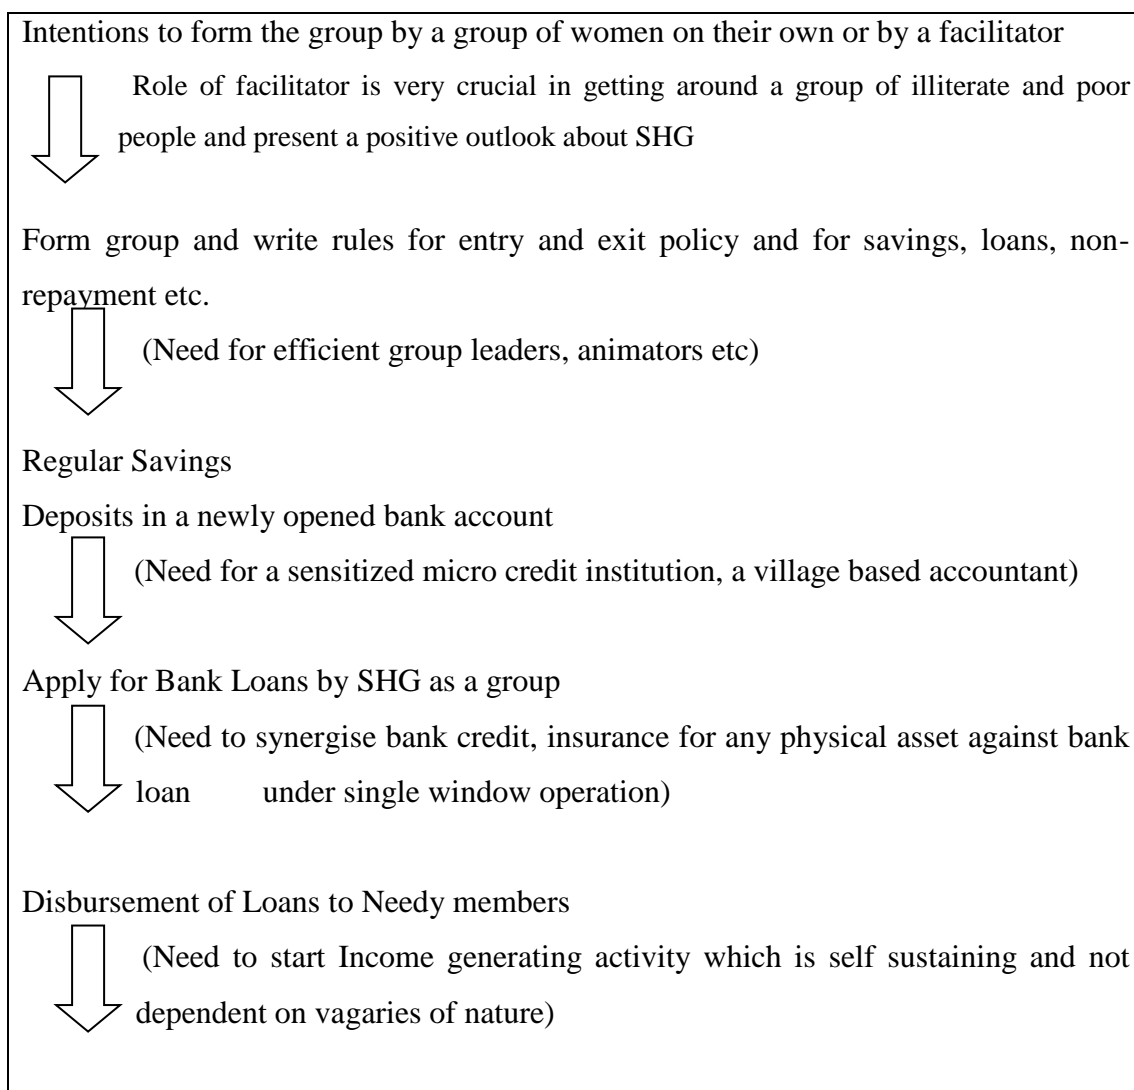 Intentions to form the group by a group of women on their own or by a facilitator
Role of facilitator is very crucial in getting around a group of illiterate and poor
people and present a positive outlook about SHG
Form group and write rules for entry and exit policy and for savings, loans, non-
repayment etc.
(Need for efficient group leaders, animators etc)
Regular Savings
Deposits in a newly opened bank account
(Need for a sensitized micro credit institution, a village based accountant)
Apply for Bank Loans by SHG as a group
(Need to synergise bank credit, insurance for any physical asset against bank
loan under single window operation)
Disbursement of Loans to Needy members
(Need to start Income generating activity which is self sustaining and not
dependent on vagaries of nature)